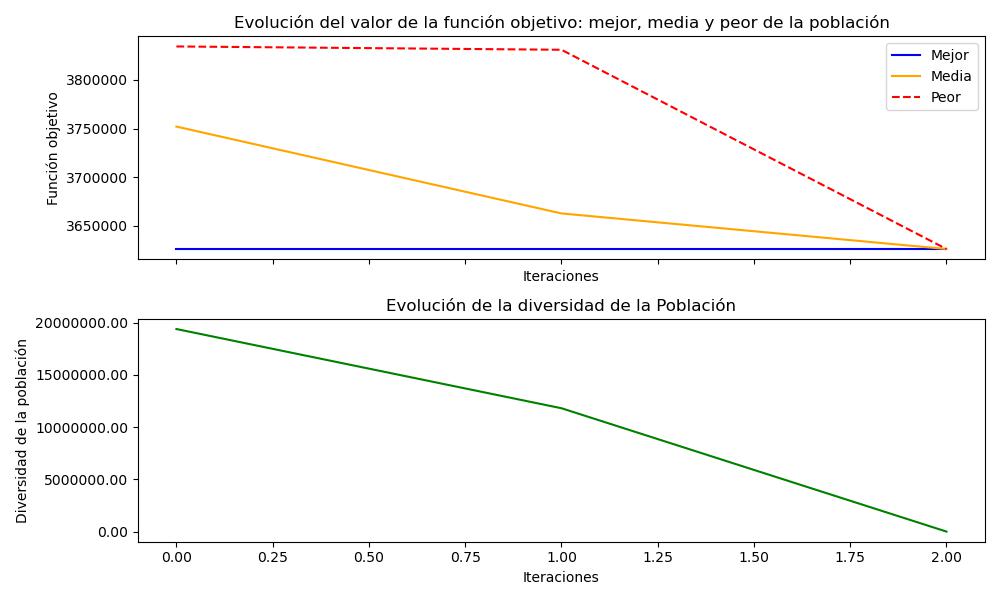 Evolución del valor de la función objetivo: mejor, media y peor de la población
Función objetivo
3800000
3750000
3700000
3650000
Mejor
Media
Peor
Iteraciones
Evolución de la diversidad de la Población
Diversidad de la población
20000000.00
15000000.00
10000000.00
5000000.00
0.00
0.00 0.25 0.50 0.75 1.00 1.25 1.50 1.75 2.00
Iteraciones